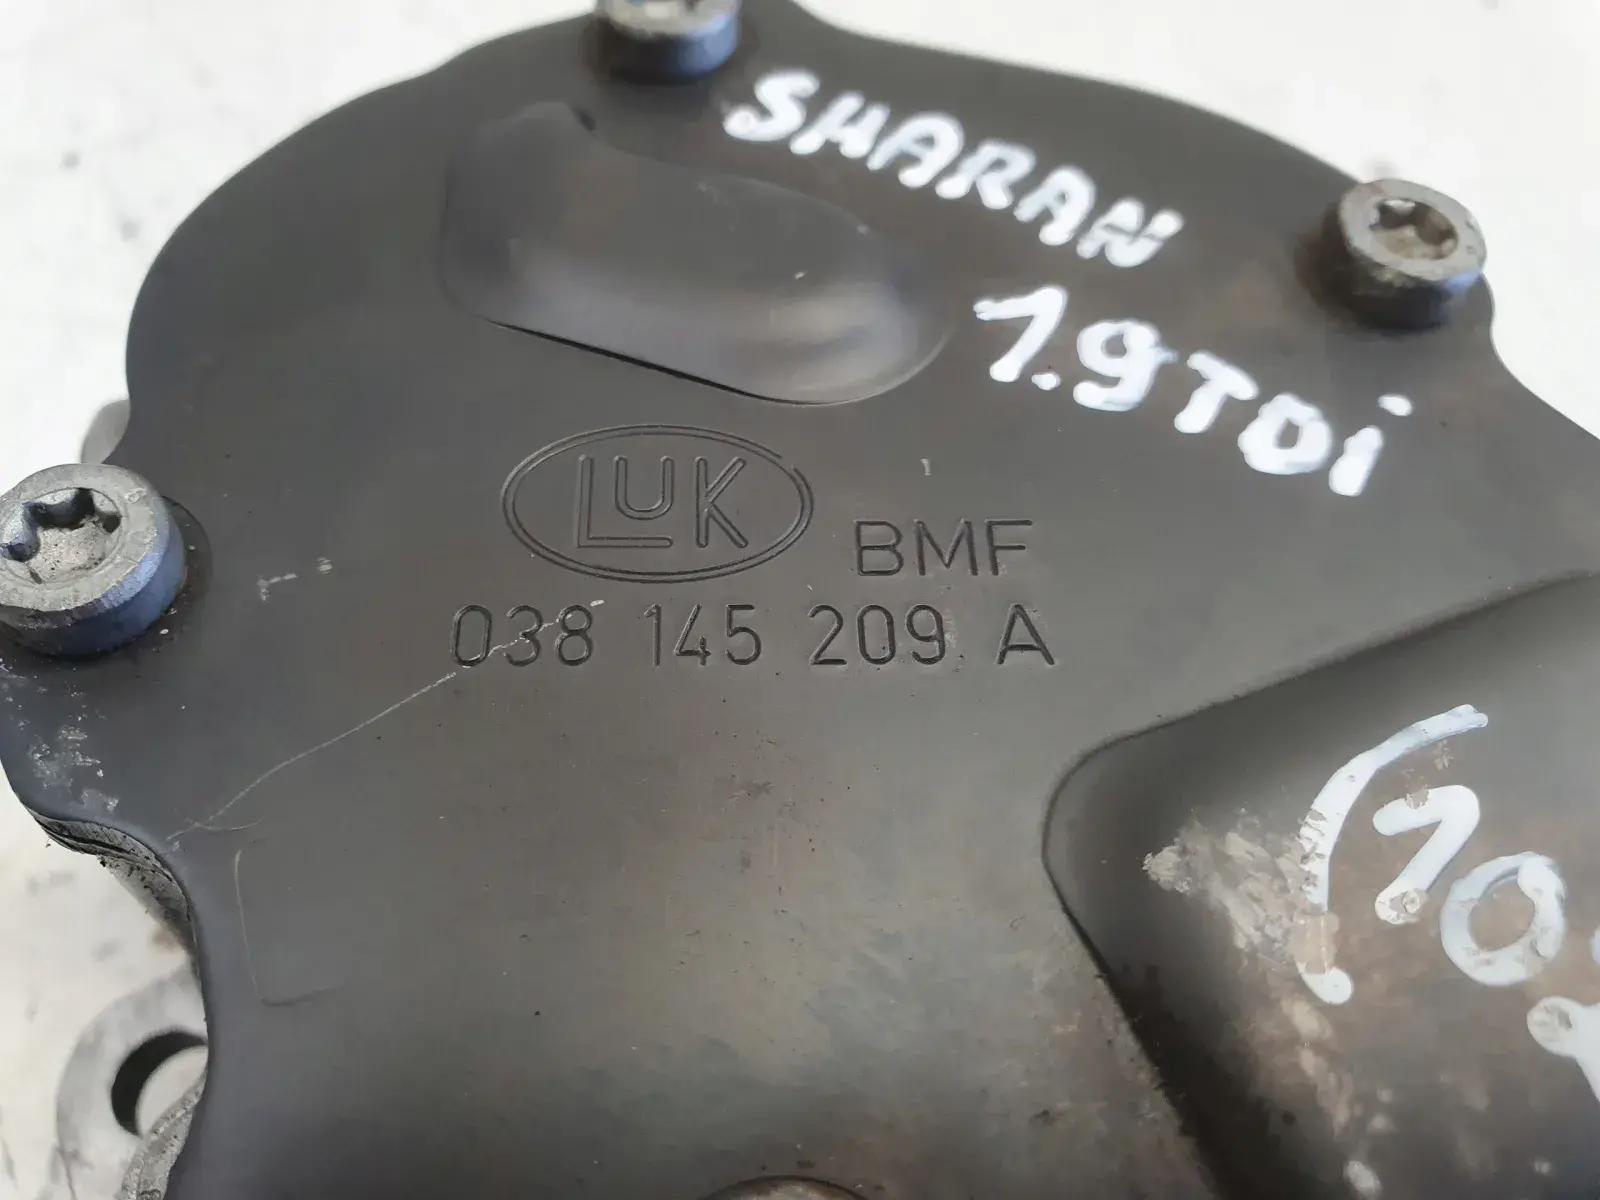 SHARAN
1.9TDi
LUK BMF
038 145 209 A